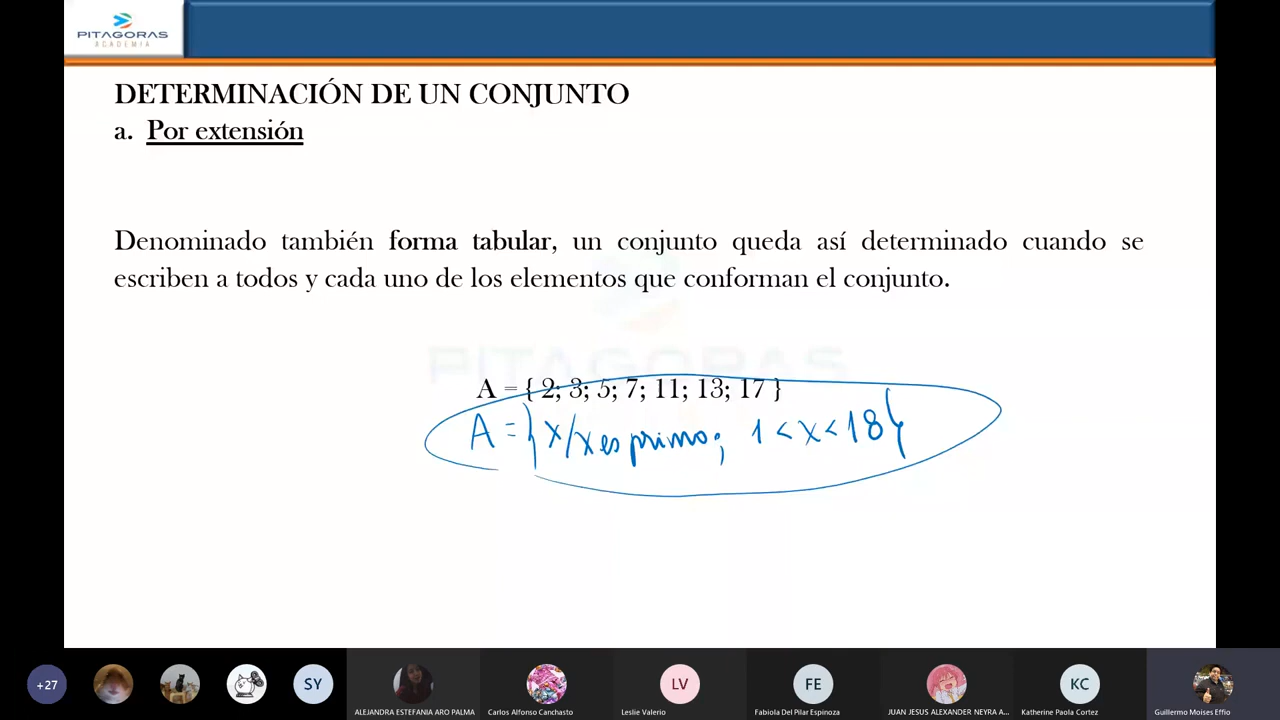 PITAGORAS
ACADEMIA
DETERMINACIÓN DE UN CONJUNTO
a. Por extensión
Denominado también forma tabular, un conjunto queda así determinado cuando se
escriben a todos y cada uno de los elementos que conforman el conjunto.
PITAGORAS
A = { 2; 3; 5; 7; 11; 13; 17 }
A = { x/x es primo; 1 < x < 18 }
+27
SY
LV
FE
KC
ALEJANDRA ESTEFANIA ARO PALMA
Carlos Alfonso Canchasto
Leslie Valerio
Fabiola Del Pilar Espinoza
JUAN JESUS ALEXANDER NEYRA A...
Katherine Paola Cortez
Guillermo Moises Effio